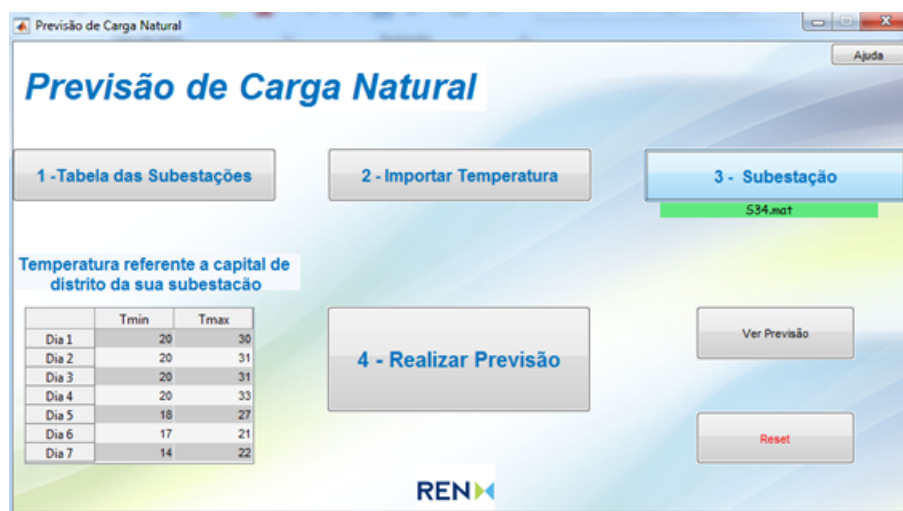 Previsão de Carga Natural
Ajuda
Previsão de Carga Natural
1 -Tabela das Subestações
2 - Importar Temperatura
3 - Subestação
S34.mat
Temperatura referente a capital de
distrito da sua subestacão
Tmin Tmax
Dia 1 20 30
Dia 2 20 31
Dia 3 20 31
Dia 4 20 33
Dia 5 18 27
Dia 6 17 21
Dia 7 14 22
4 - Realizar Previsão
Ver Previsão
Reset
REN